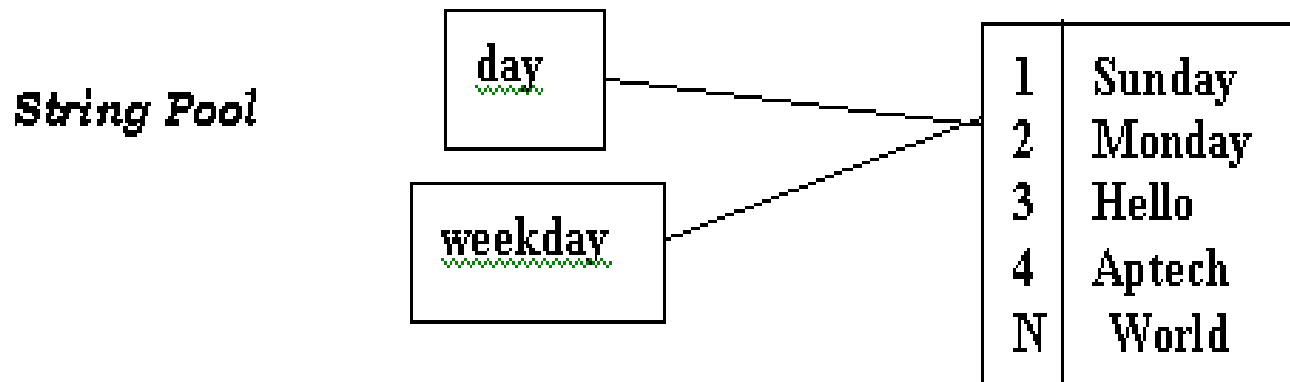 String Pool
day
weekday
1 Sunday
2 Monday
3 Hello
4 Aptech
N World